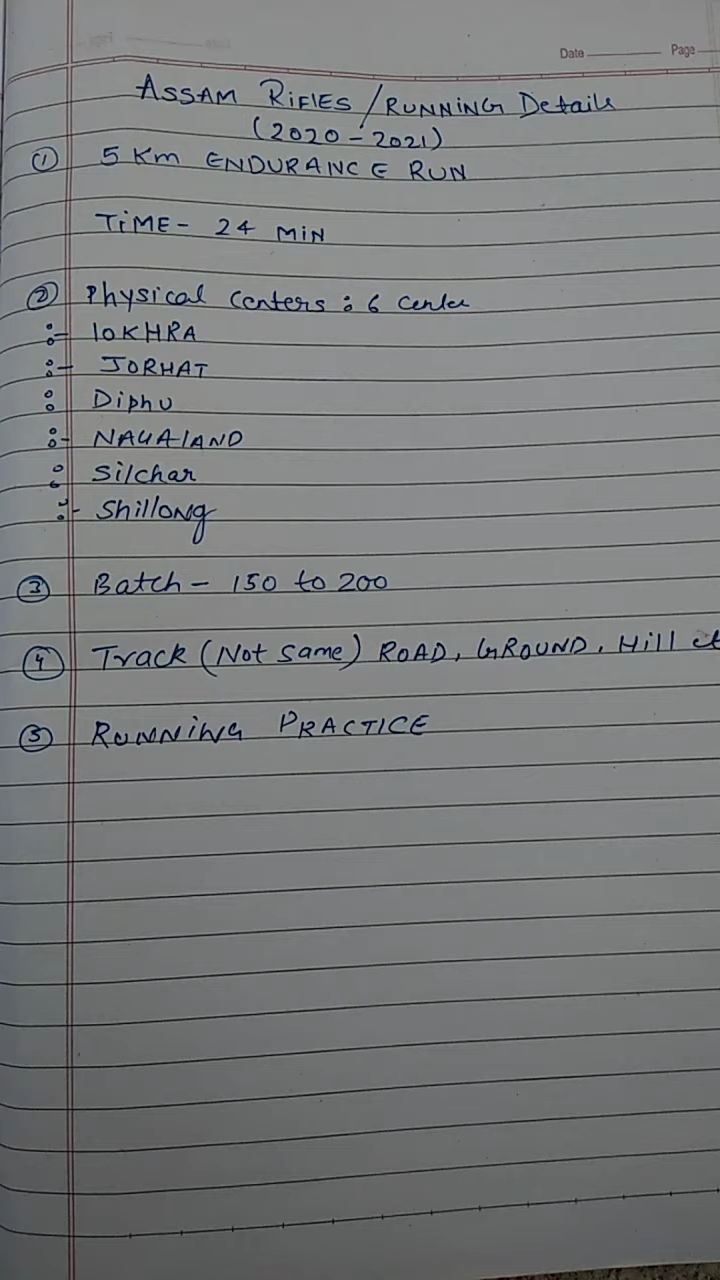 Date Page
ASSAM RIFlES / RUNNING Details
(2020-2021)
① 5 Km ENDURANCE RUN
TiME- 24 MiN
② Physical Centers : 6 Center
:- lOKHRA
:- JORHAT
: Diphu
:- NAGAlAND
: Silchar
:- Shillong
③ Batch - 150 to 200
④ Track (Not same) ROAD, GROUND, Hill et
⑤ RUNNiNG PRACTICE